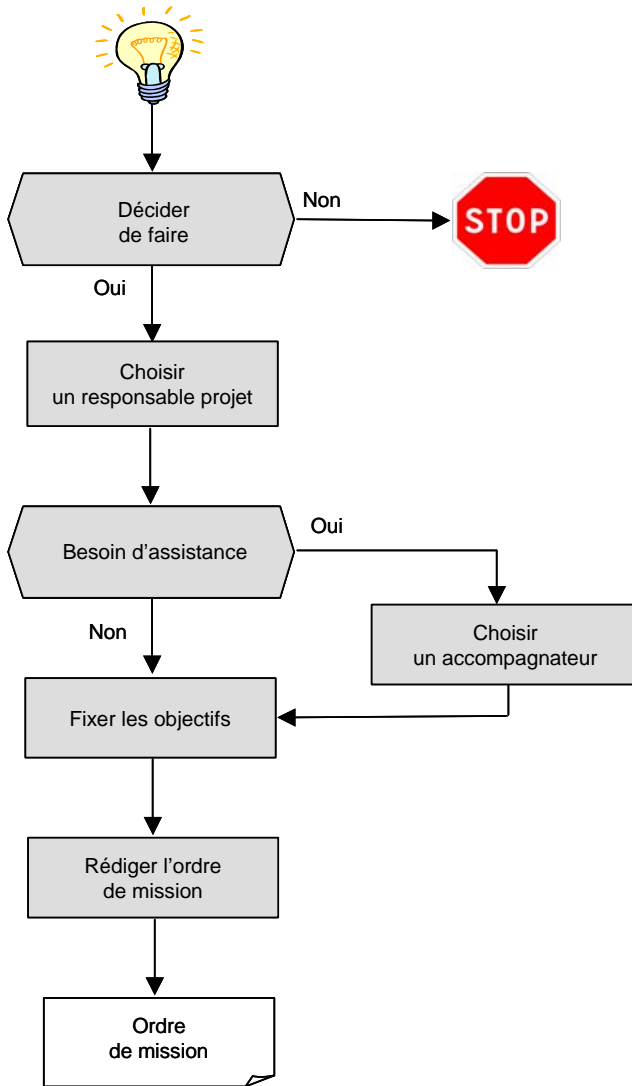 Décider
de faire
Non
STOP
Oui
Choisir
un responsable projet
Besoin d'assistance
Oui
Non
Choisir
un accompagnateur
Fixer les objectifs
Rédiger l'ordre
de mission
Ordre
de mission